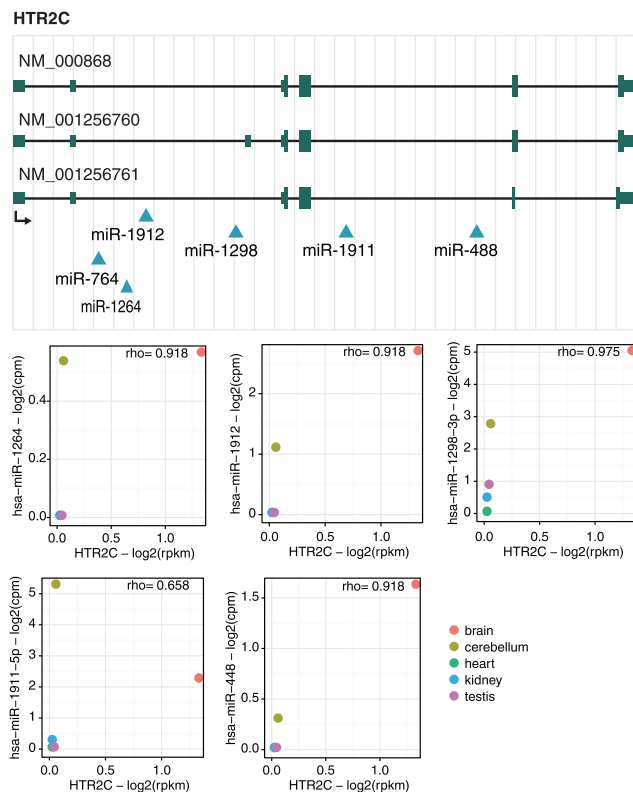 HTR2C
NM_000868
NM_001256760
NM_001256761
miR-1912
miR-1298
miR-1911
miR-488
miR-764
miR-1264
rho= 0.918
hsa−miR−1264 − log2(cpm)
0.4
0.2
0.0
0.0 0.5 1.0
HTR2C − log2(rpkm)
rho= 0.918
hsa−miR−1912 − log2(cpm)
2
1
0
0.0 0.5 1.0
HTR2C − log2(rpkm)
rho= 0.975
hsa−miR−1298−3p − log2(cpm)
5
4
3
2
1
0
0.0 0.5 1.0
HTR2C − log2(rpkm)
rho= 0.658
hsa−miR−1911−5p − log2(cpm)
5
4
3
2
1
0
0.0 0.5 1.0
HTR2C − log2(rpkm)
rho= 0.918
hsa−miR−448 − log2(cpm)
1.5
1.0
0.5
0.0
0.0 0.5 1.0
HTR2C − log2(rpkm)
brain
cerebellum
heart
kidney
testis